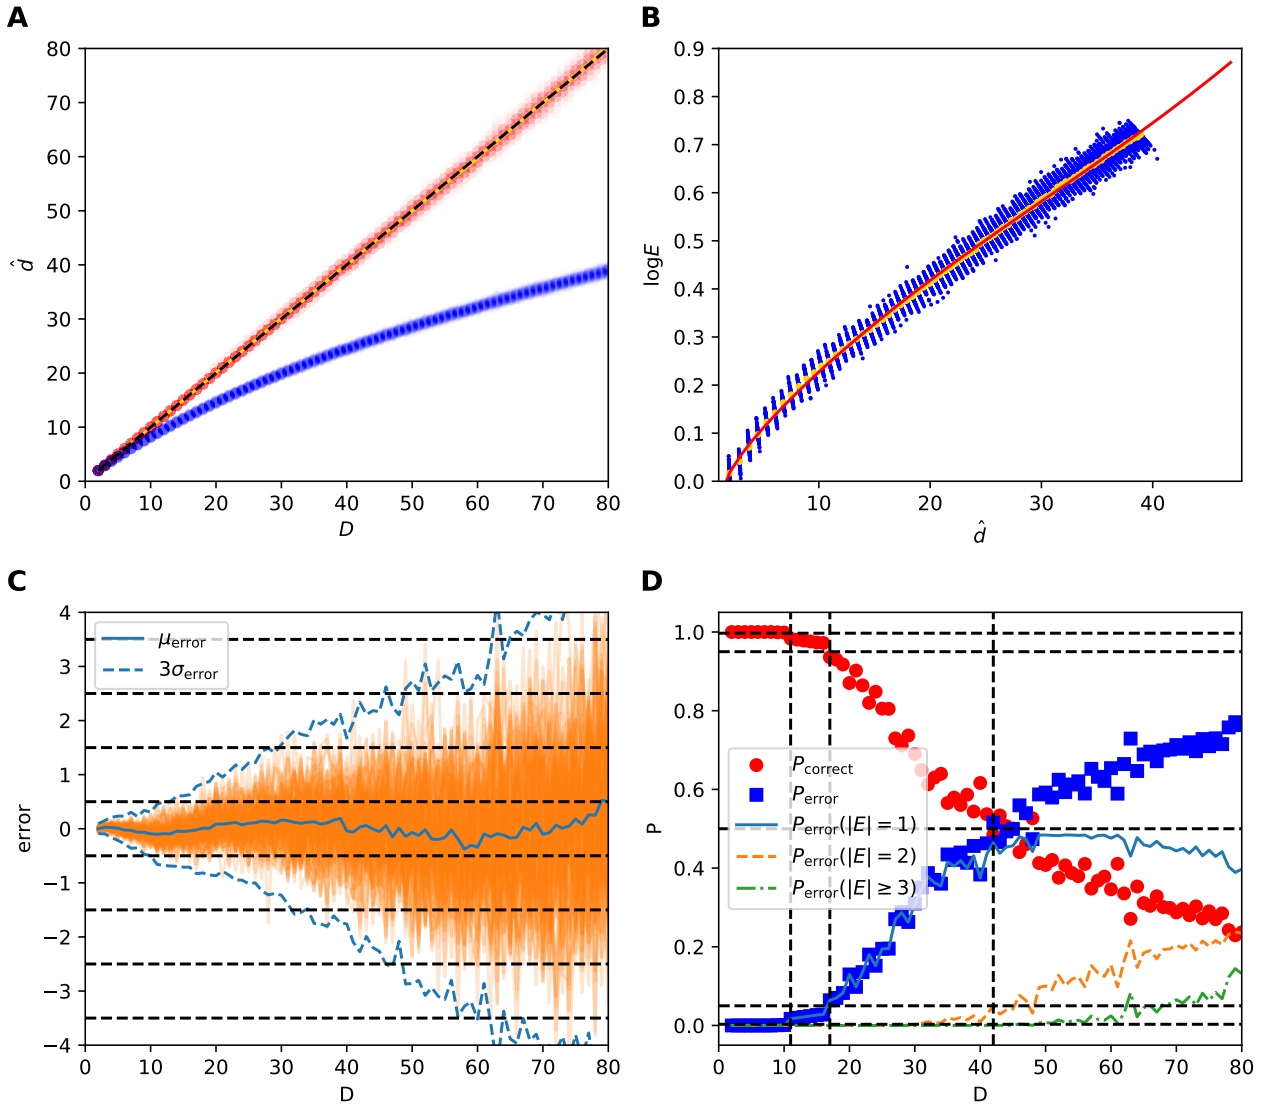 A
80
70
60
50
40
30
20
10
0
d̂
0 10 20 30 40 50 60 70 80
D
B
0.9
0.8
0.7
0.6
0.5
0.4
0.3
0.2
0.1
0.0
logE
10 20 30 40
d̂
C
4
3
2
1
0
−1
−2
−3
−4
error
μerror
3σerror
0 10 20 30 40 50 60 70 80
D
D
1.0
0.8
0.6
0.4
0.2
0.0
P
Pcorrect
Perror
Perror(|E| = 1)
Perror(|E| = 2)
Perror(|E| ≥ 3)
0 10 20 30 40 50 60 70 80
D